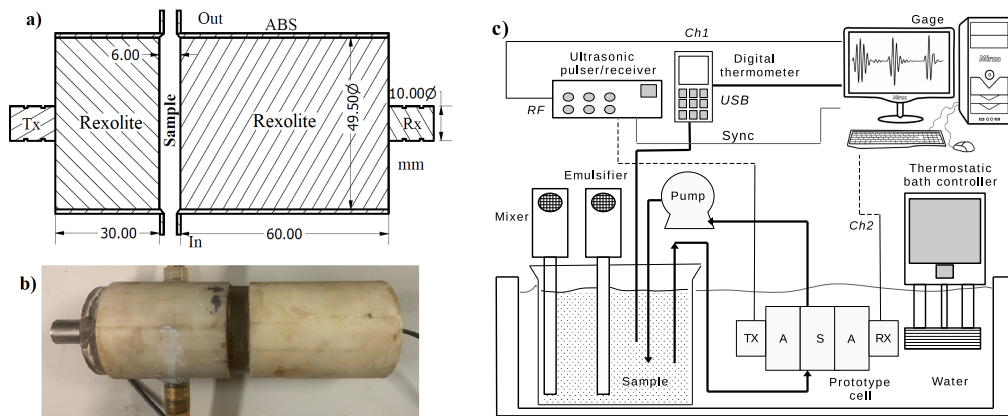 a)
Out
ABS
6.00
Rexolite
Sample
Rexolite
49.50Ø
10.00Ø
Tx
Rx
mm
30.00
In
60.00
b)
c)
Ch1
Gage
Ultrasonic
pulser/receiver
Digital
thermometer
RF
USB
Sync
Mirza
Mirza
Thermostatic
bath controller
Emulsifier
Mixer
Pump
Ch2
TX
A
S
A
RX
Sample
Prototype
cell
Water